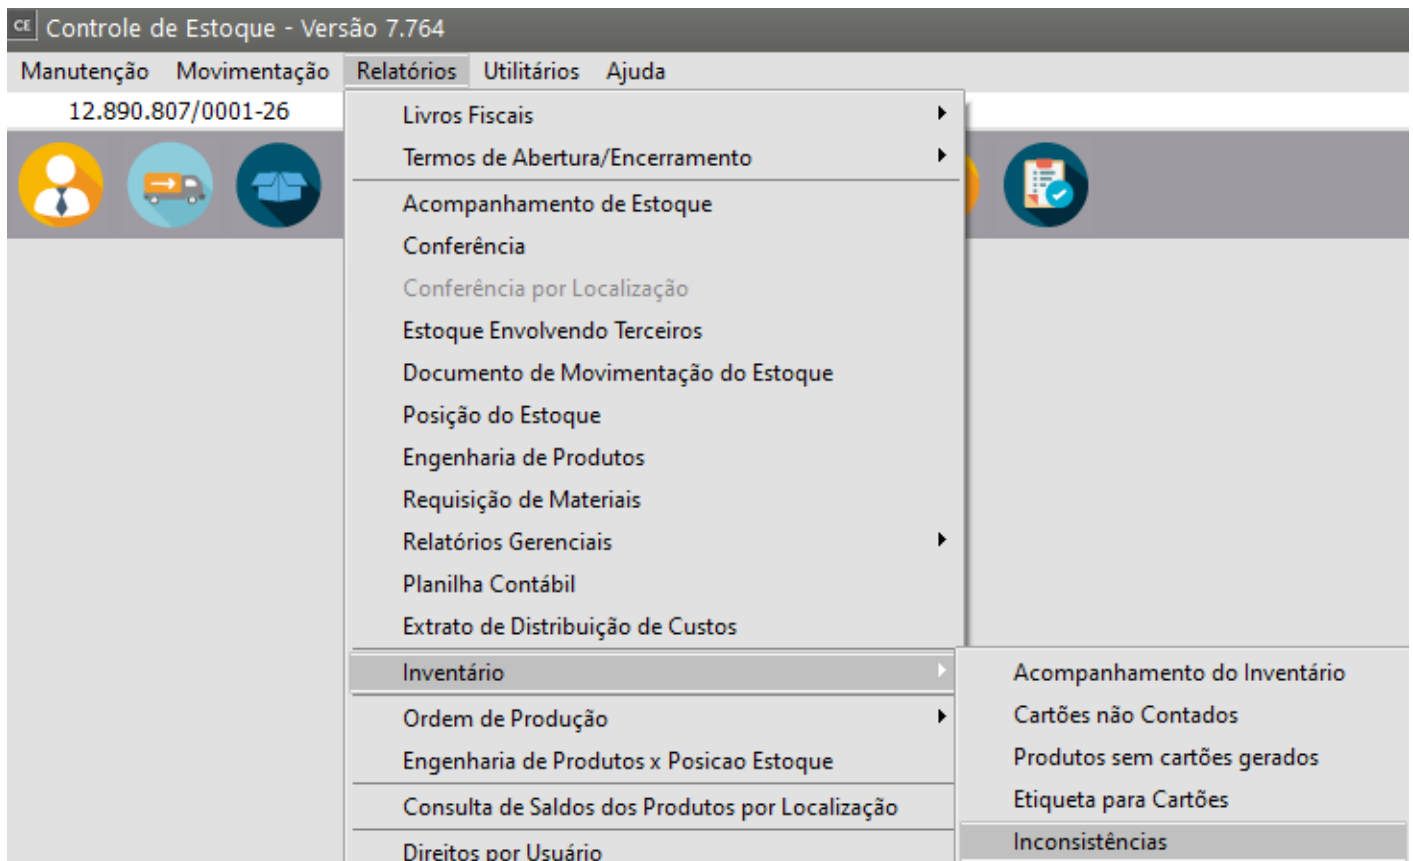 CE Controle de Estoque - Versão 7.764
Manutenção Movimentação Relatórios Utilitários Ajuda
12.890.807/0001-26
Livros Fiscais
Termos de Abertura/Encerramento
Acompanhamento de Estoque
Conferência
Conferência por Localização
Estoque Envolvendo Terceiros
Documento de Movimentação do Estoque
Posição do Estoque
Engenharia de Produtos
Requisição de Materiais
Relatórios Gerenciais
Planilha Contábil
Extrato de Distribuição de Custos
Inventário
Ordem de Produção
Engenharia de Produtos x Posicao Estoque
Consulta de Saldos dos Produtos por Localização
Direitos por Usuário
Acompanhamento do Inventário
Cartões não Contados
Produtos sem cartões gerados
Etiqueta para Cartões
Inconsistências